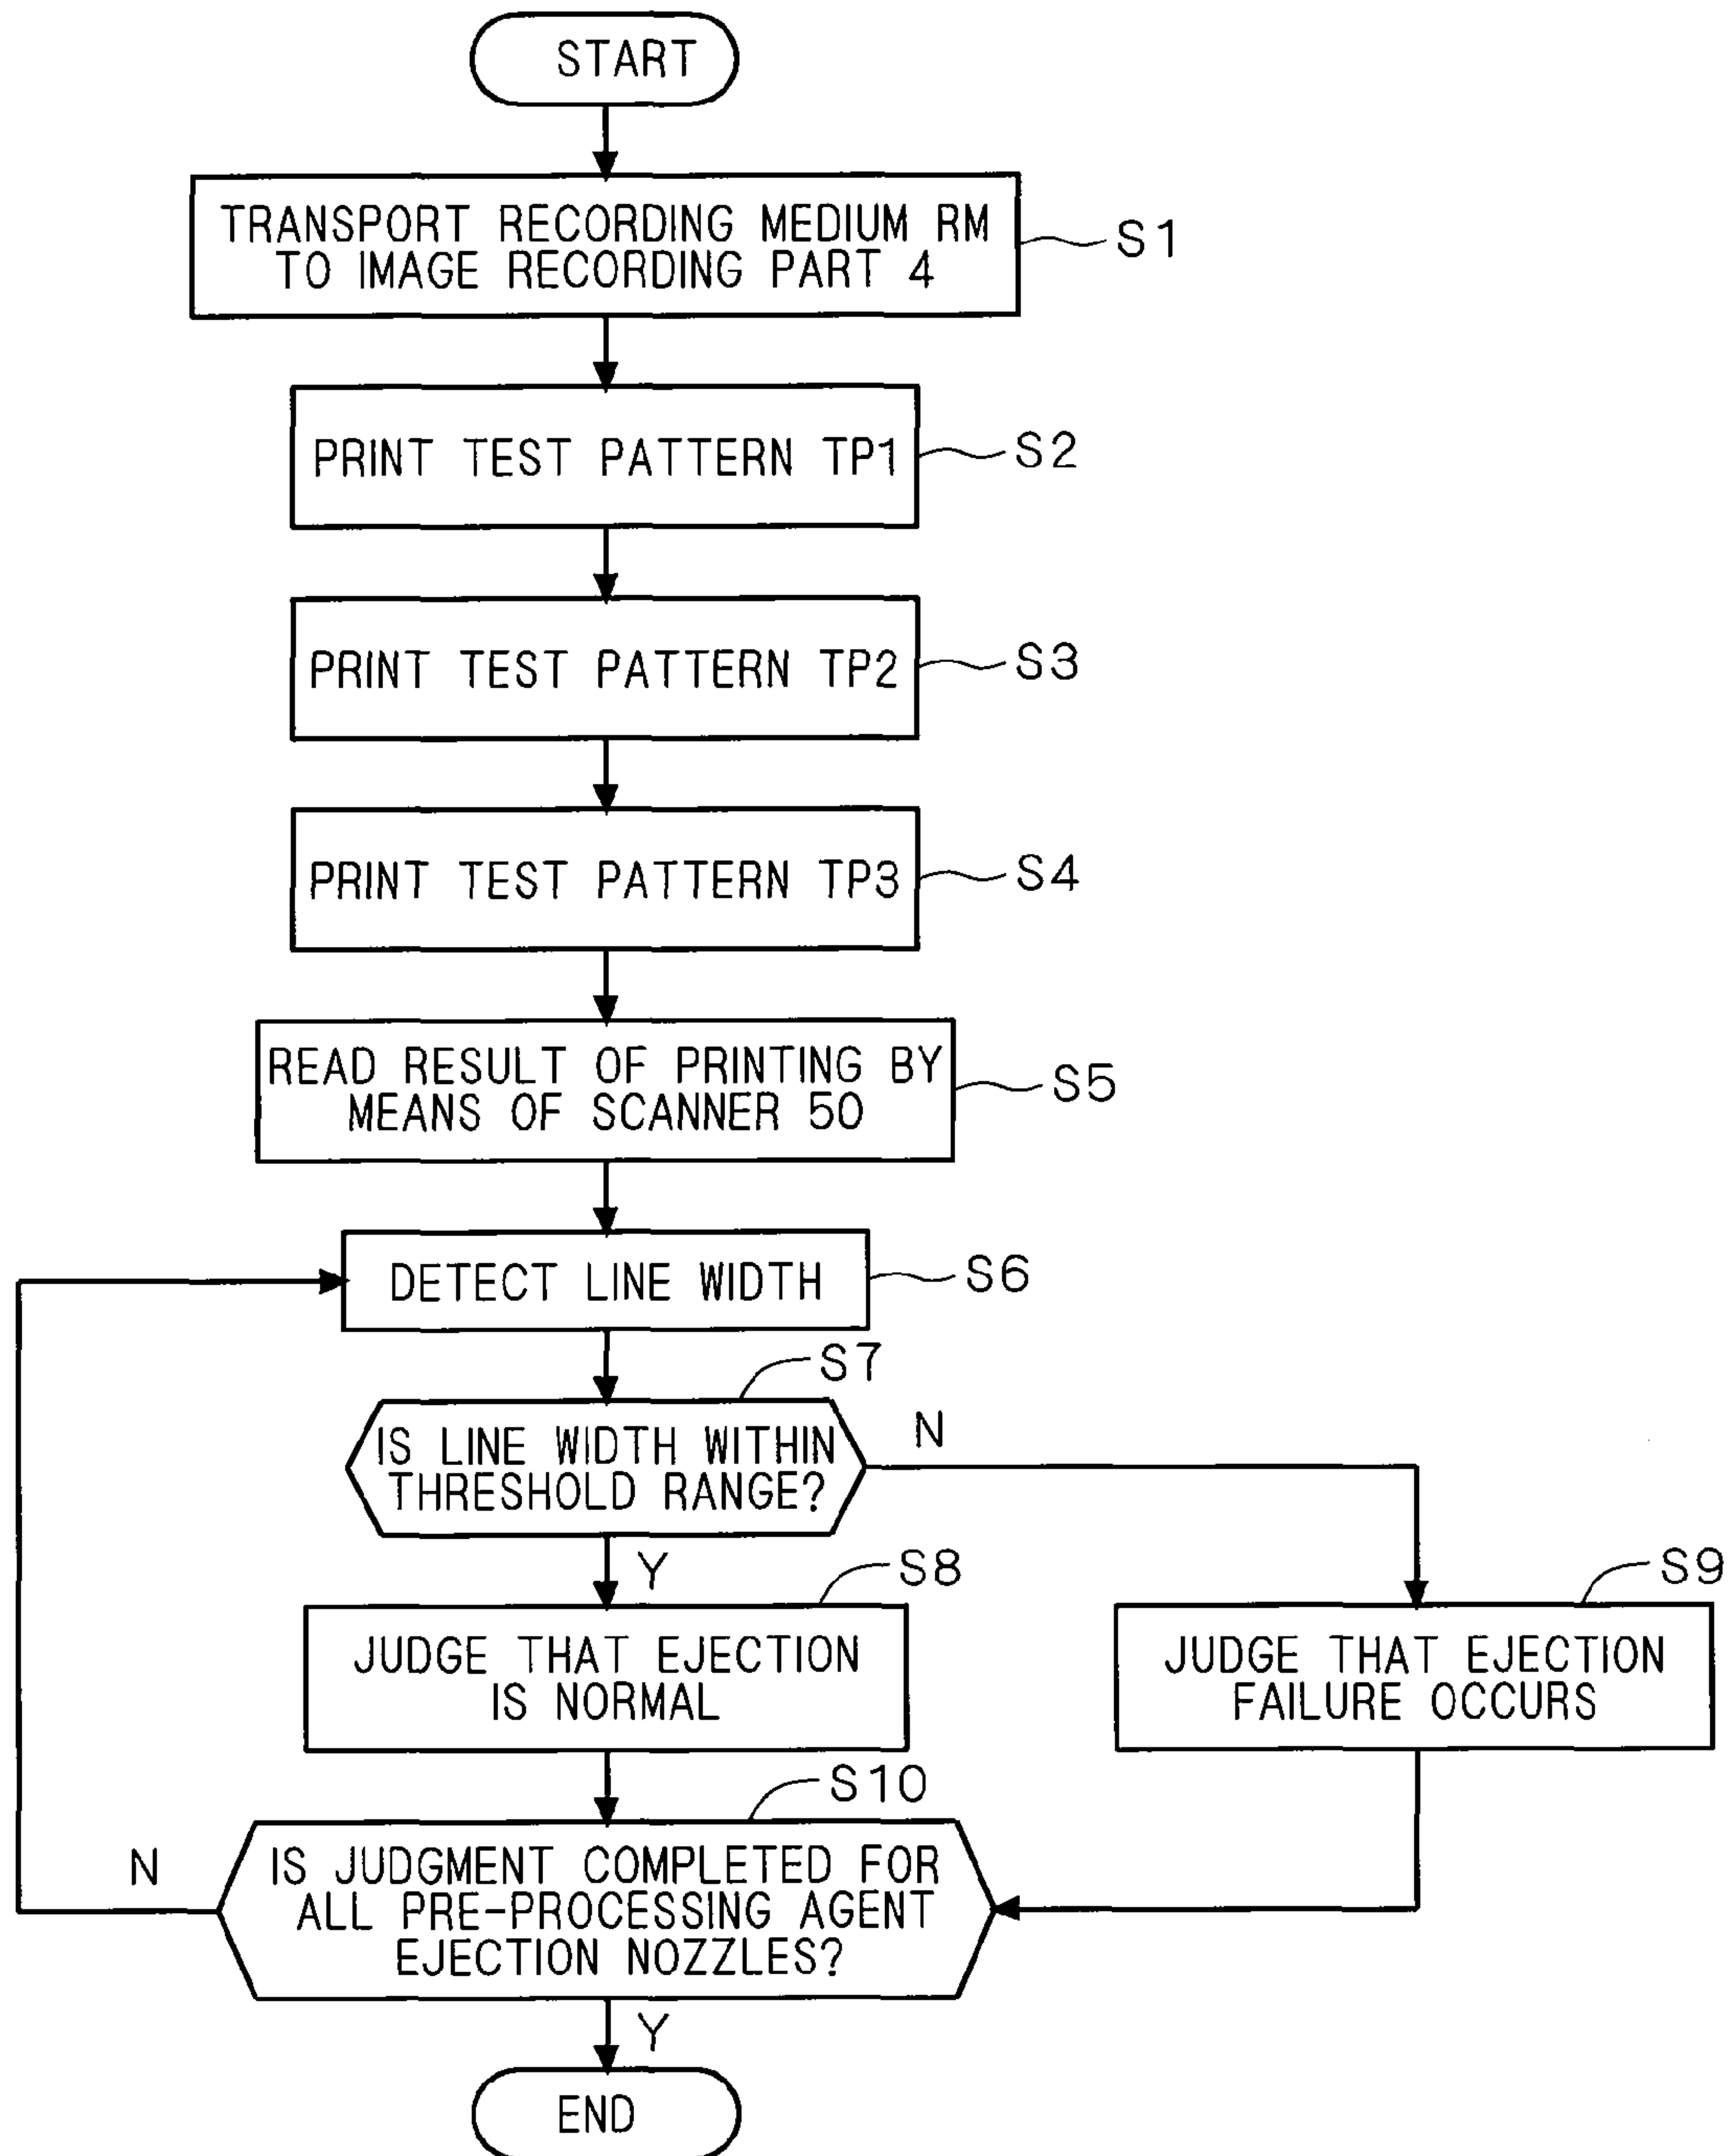 START
TRANSPORT RECORDING MEDIUM RM
TO IMAGE RECORDING PART 4
S1
PRINT TEST PATTERN TP1
S2
PRINT TEST PATTERN TP2
S3
PRINT TEST PATTERN TP3
S4
READ RESULT OF PRINTING BY
MEANS OF SCANNER 50
S5
DETECT LINE WIDTH
S6
S7
IS LINE WIDTH WITHIN
THRESHOLD RANGE?
N
Y
S8
JUDGE THAT EJECTION
IS NORMAL
S9
JUDGE THAT EJECTION
FAILURE OCCURS
S10
IS JUDGMENT COMPLETED FOR
ALL PRE-PROCESSING AGENT
EJECTION NOZZLES?
N
Y
END